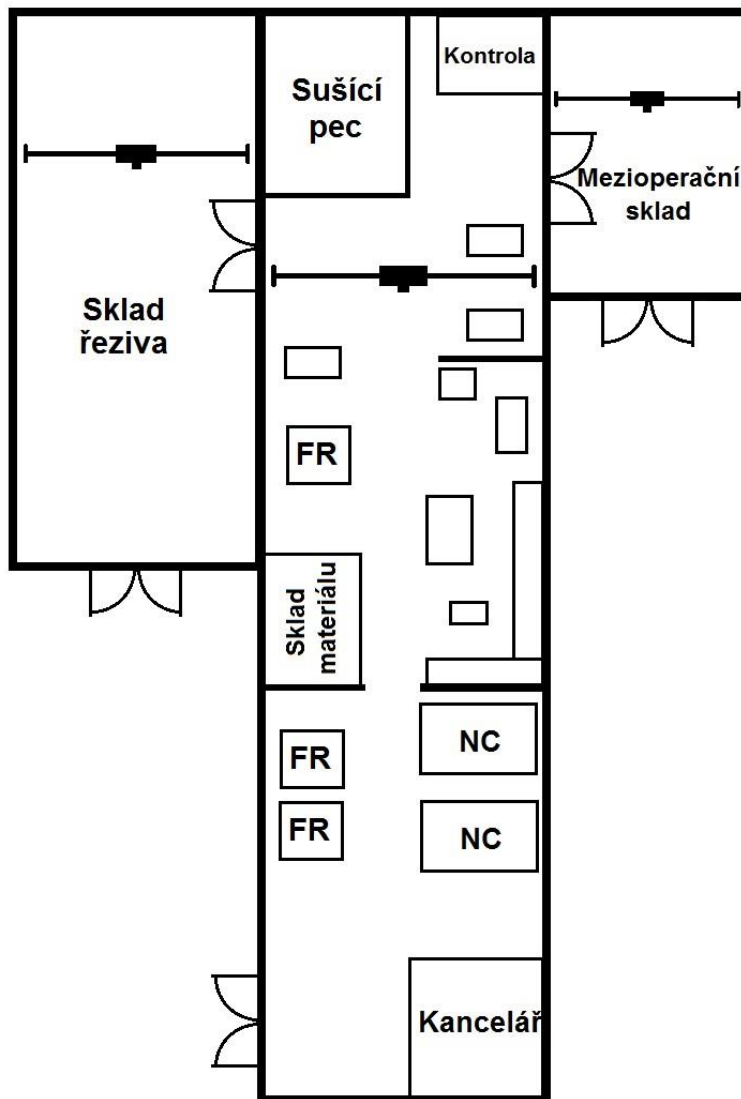 Kontrola
Sušící
pec
Mezioperační
sklad
Sklad
řeziva
FR
Sklad
materiálu
FR
NC
FR
NC
Kancelář